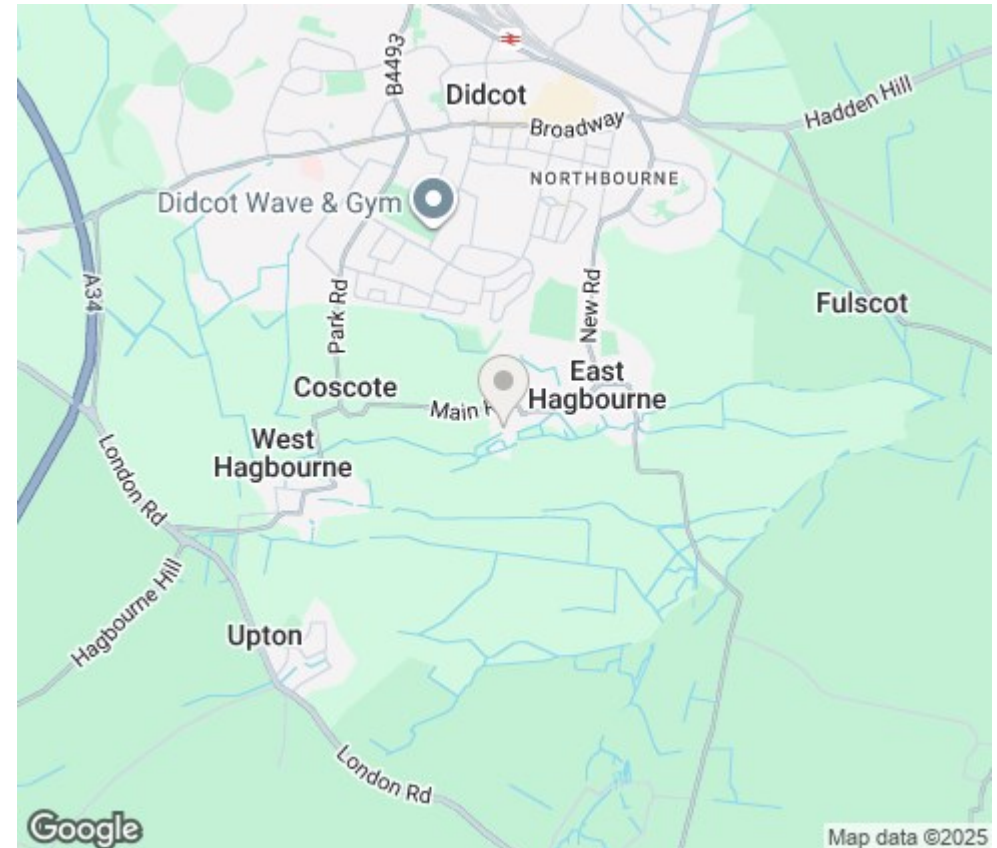 B4493
Didcot
Broadway
Hadden Hill
NORTHBOURNE
Didcot Wave & Gym
A34
Park Rd
New Rd
Fulscot
Coscote
Main
East
Hagbourne
West
Hagbourne
London Rd
Hagbourne Hill
Upton
London Rd
Google
Map data ©2025